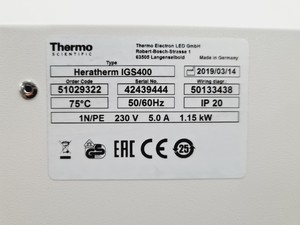 Thermo
SCIENTIFIC
Thermo Electron LED GmbH
Robert-Bosch-Strasse 1
63505 Langenselbold
Made in Germany
Type
Heratherm IGS400
2019/03/14
Order Code
Serial No.
Wiring diagr.
51029322
42439444
50133438
75°C
50/60Hz
IP 20
1N/PE 230 V 5.0 A 1.15 kW
GS
EAC
25